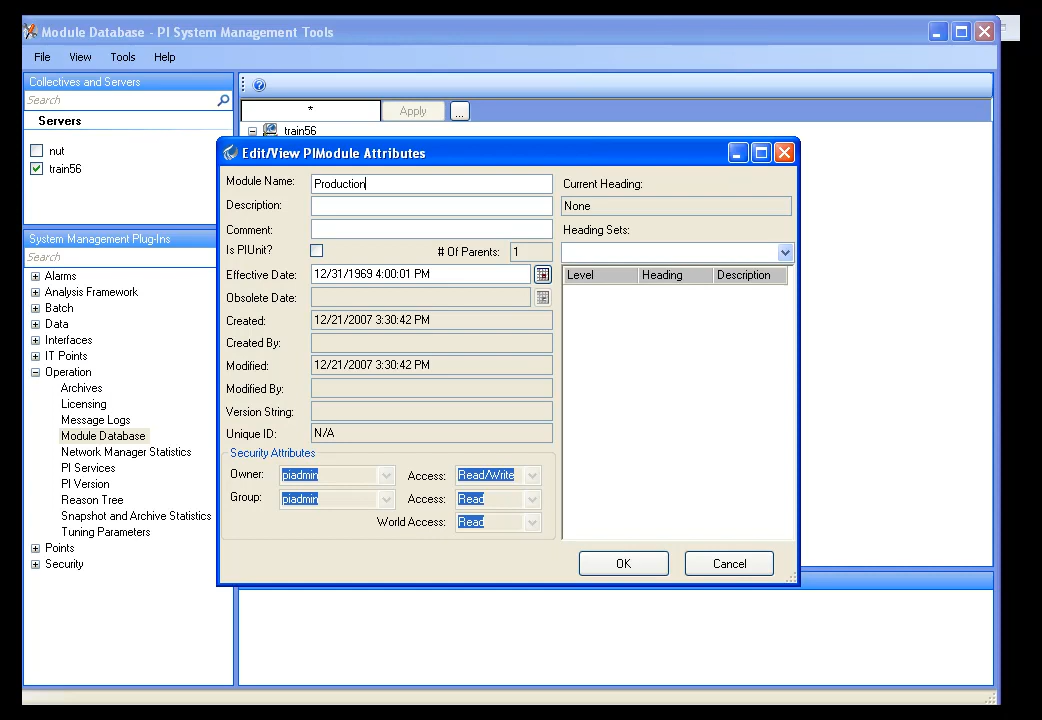 Module Database - PI System Management Tools
File View Tools Help
Collectives and Servers
Search
Servers
nut
train56
System Management Plug-Ins
Search
Alarms
Analysis Framework
Batch
Data
Interfaces
IT Points
Operation
Archives
Licensing
Message Logs
Module Database
Network Manager Statistics
PI Services
PI Version
Reason Tree
Snapshot and Archive Statistics
Tuning Parameters
Points
Security
* Apply ...
train56
Edit/View PIModule Attributes
Module Name: Production
Description:
Comment:
Is PIUnit? # Of Parents: 1
Effective Date: 12/31/1969 4:00:01 PM
Obsolete Date:
Created: 12/21/2007 3:30:42 PM
Created By:
Modified: 12/21/2007 3:30:42 PM
Modified By:
Version String:
Unique ID: N/A
Security Attributes
Owner: piadmin Access: Read/Write
Group: piadmin Access: Read
World Access: Read
Current Heading:
None
Heading Sets:
Level Heading Description
OK Cancel